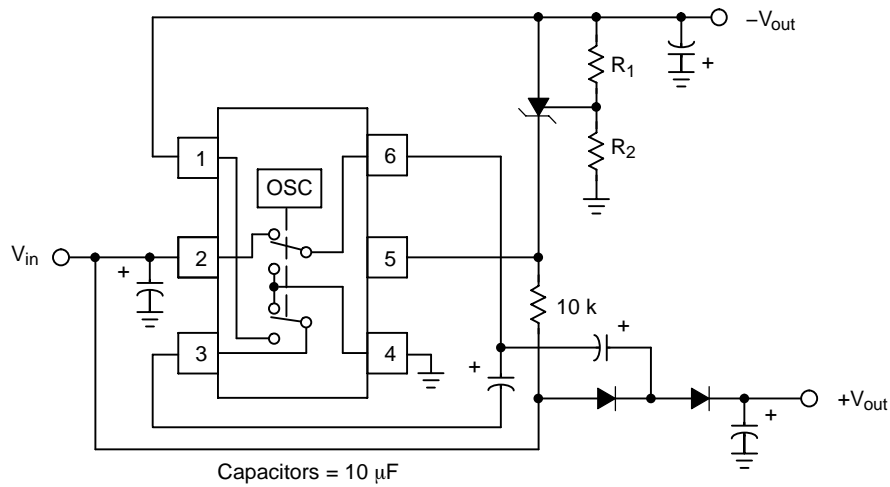 −Vout
R1
R2
1
6
OSC
Vin
+
2
5
10 k
3
4
+
+
+
+
+Vout
Capacitors = 10 μF